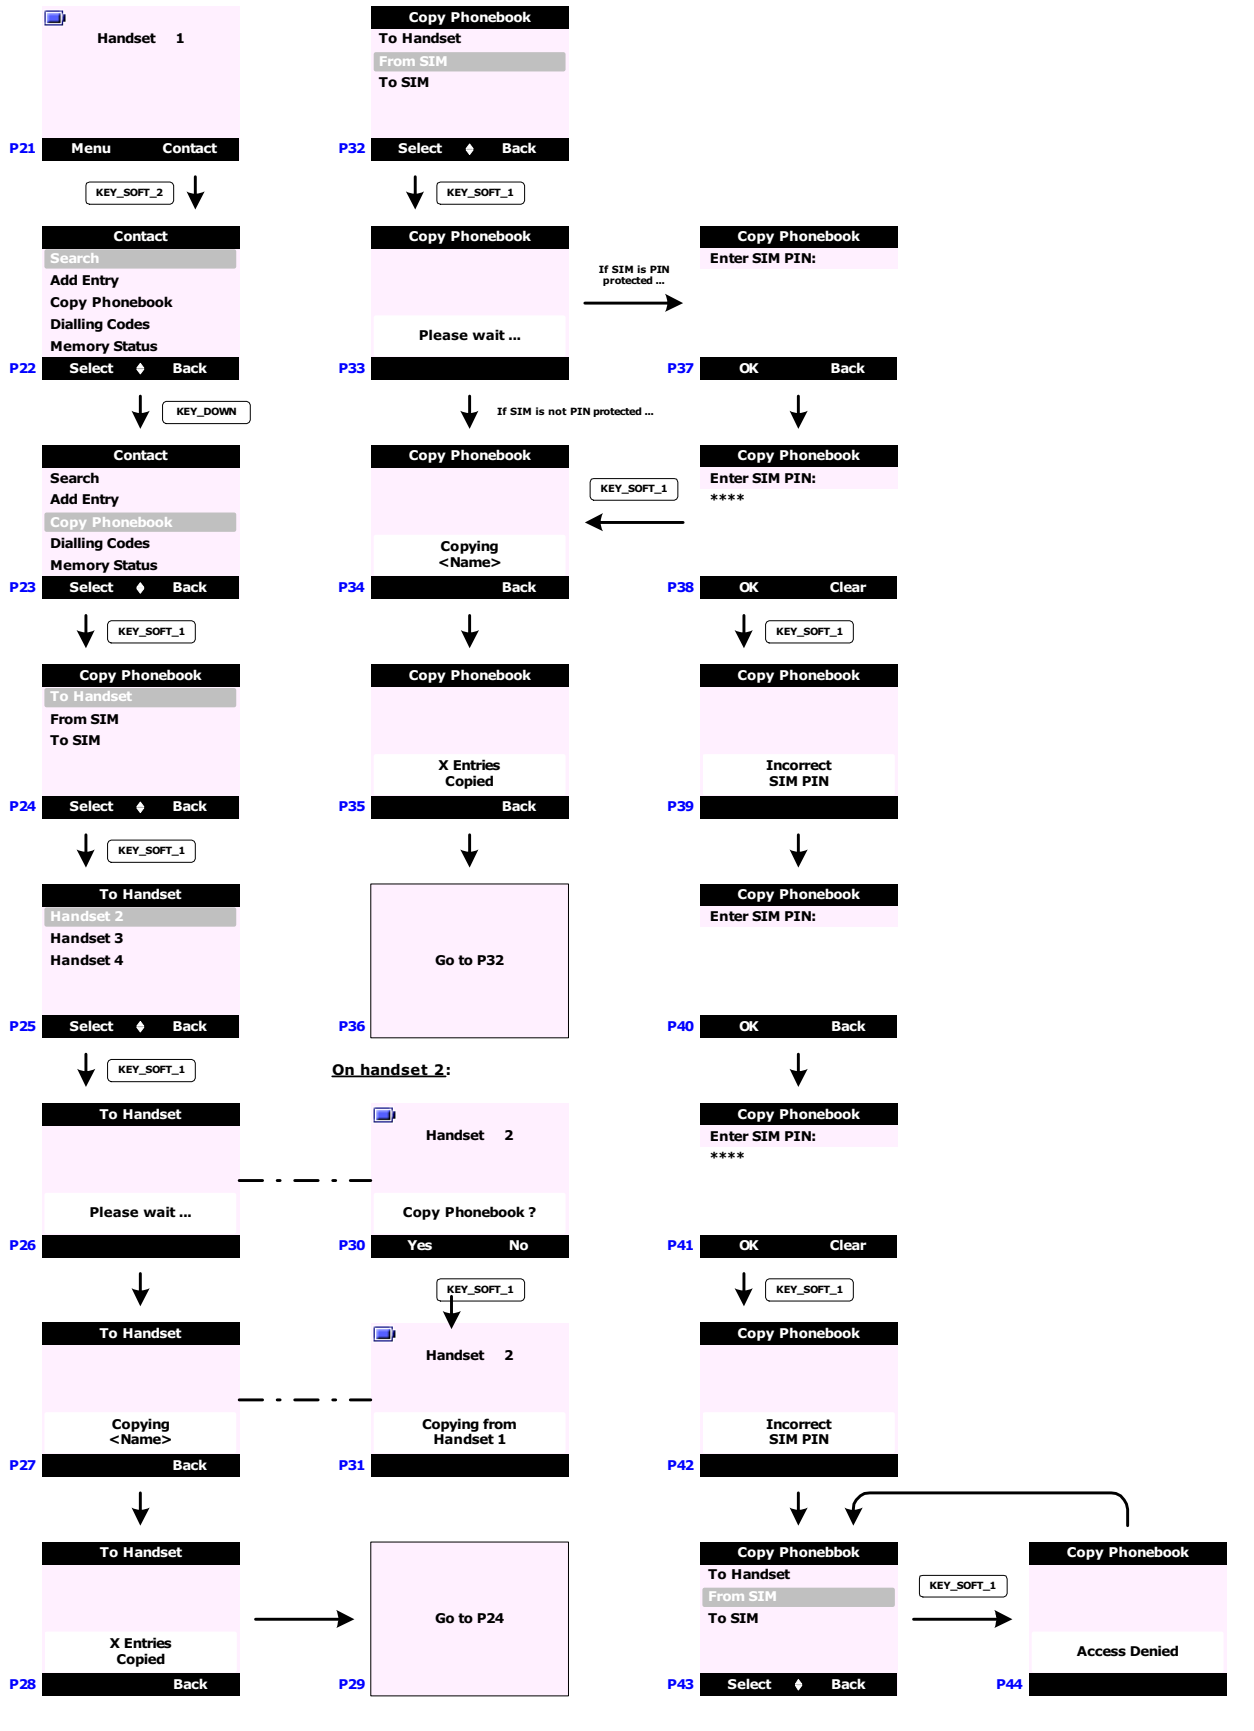 Handset 1
P21 Menu Contact
KEY_SOFT_2
Contact
Search
Add Entry
Copy Phonebook
Dialling Codes
Memory Status
P22 Select Back
KEY_DOWN
Contact
Search
Add Entry
Copy Phonebook
Dialling Codes
Memory Status
P23 Select Back
KEY_SOFT_1
Copy Phonebook
To Handset
From SIM
To SIM
P24 Select Back
KEY_SOFT_1
To Handset
Handset 2
Handset 3
Handset 4
P25 Select Back
KEY_SOFT_1
To Handset
Please wait ...
P26
To Handset
Copying
<Name>
P27 Back
To Handset
X Entries
Copied
P28 Back
Copy Phonebook
To Handset
From SIM
To SIM
P32 Select Back
KEY_SOFT_1
Copy Phonebook
Please wait ...
P33
If SIM is PIN
protected ...
If SIM is not PIN protected ...
Copy Phonebook
Copying
<Name>
P34 Back
Copy Phonebook
X Entries
Copied
P35 Back
Go to P32
P36
On handset 2:
Handset 2
Copy Phonebook ?
P30 Yes No
KEY_SOFT_1
Handset 2
Copying from
Handset 1
P31
Go to P24
P29
Copy Phonebook
Enter SIM PIN:
P37 OK Back
KEY_SOFT_1
Copy Phonebook
Enter SIM PIN:
****
P38 OK Clear
KEY_SOFT_1
Copy Phonebook
Incorrect
SIM PIN
P39
Copy Phonebook
Enter SIM PIN:
P40 OK Back
Copy Phonebook
Enter SIM PIN:
****
P41 OK Clear
KEY_SOFT_1
Copy Phonebook
Incorrect
SIM PIN
P42
Copy Phonebbok
To Handset
From SIM
To SIM
P43 Select Back
KEY_SOFT_1
Copy Phonebook
Access Denied
P44